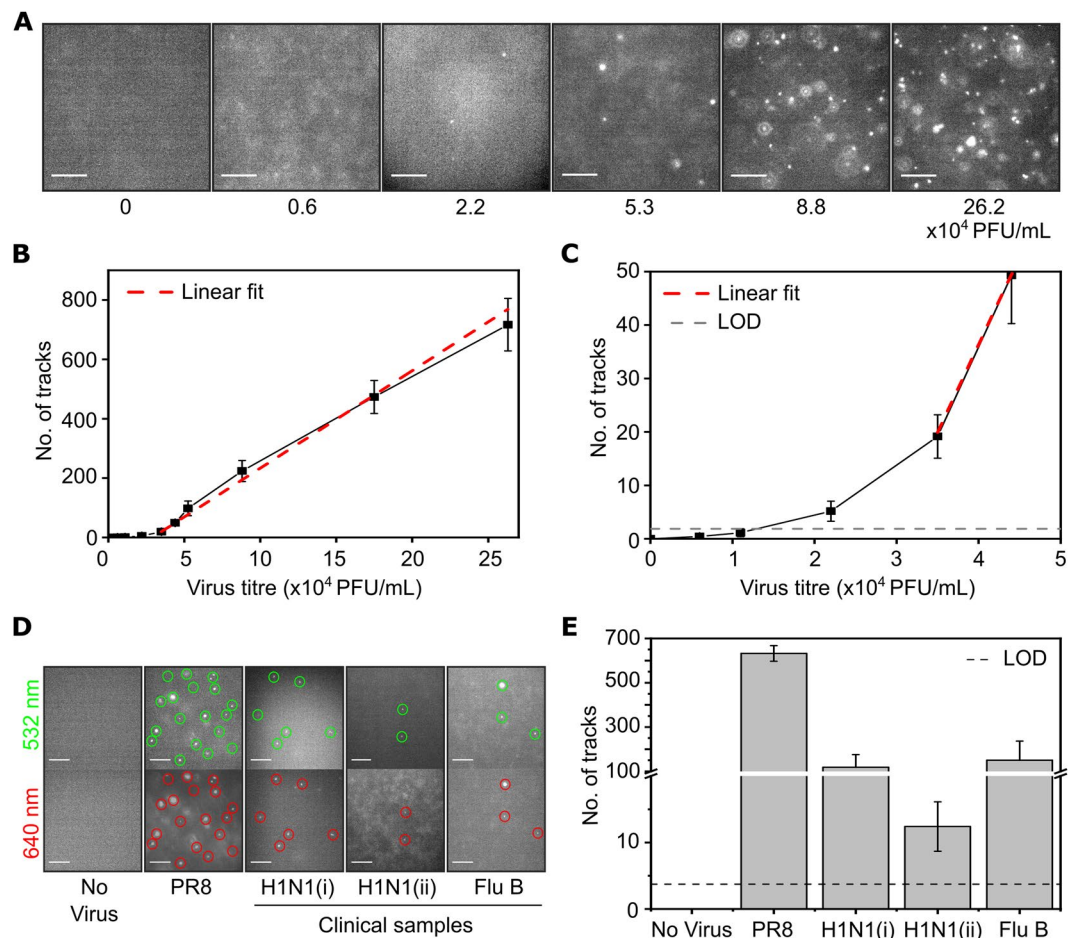 A
0 0.6 2.2 5.3 8.8 26.2
x10⁴ PFU/mL
B
Linear fit
No. of tracks
800
600
400
200
0
0 5 10 15 20 25
Virus titre (x10⁴ PFU/mL)
C
Linear fit
LOD
No. of tracks
50
40
30
20
10
0
0 1 2 3 4 5
Virus titre (x10⁴ PFU/mL)
D
532 nm
640 nm
No PR8 H1N1(i) H1N1(ii) Flu B
Virus
Clinical samples
E
LOD
No. of tracks
700
500
300
100
10
0
No Virus PR8 H1N1(i) H1N1(ii) Flu B